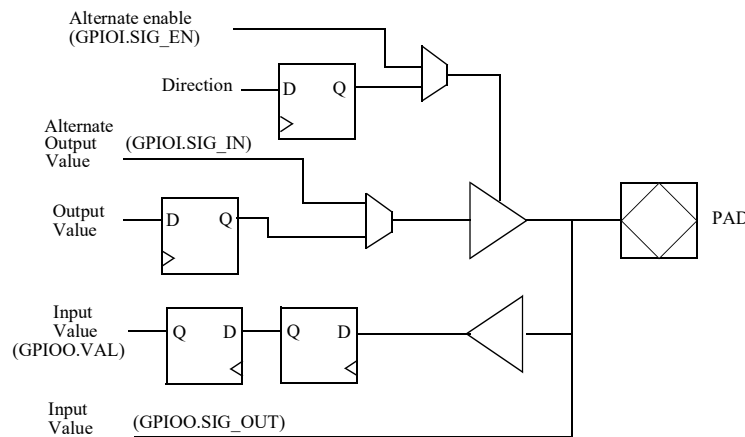 Alternate enable
(GPIOI.SIG_EN)
Direction
D
Q
Alternate
Output
Value
(GPIOI.SIG_IN)
Output
Value
D
Q
PAD
Input
Value
(GPIOO.VAL)
Q
D
Q
D
Input
Value
(GPIOO.SIG_OUT)